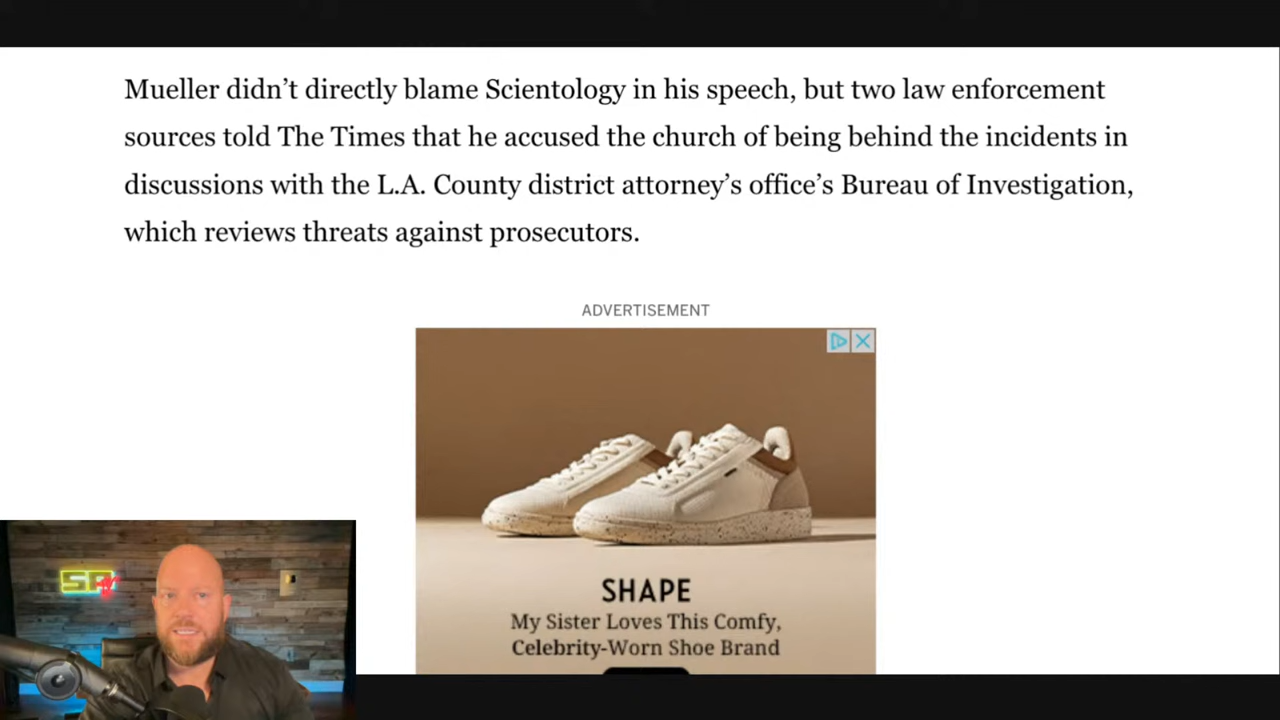 Mueller didn’t directly blame Scientology in his speech, but two law enforcement
sources told The Times that he accused the church of being behind the incidents in
discussions with the L.A. County district attorney’s office’s Bureau of Investigation,
which reviews threats against prosecutors.
ADVERTISEMENT
SHAPE
My Sister Loves This Comfy,
Celebrity-Worn Shoe Brand